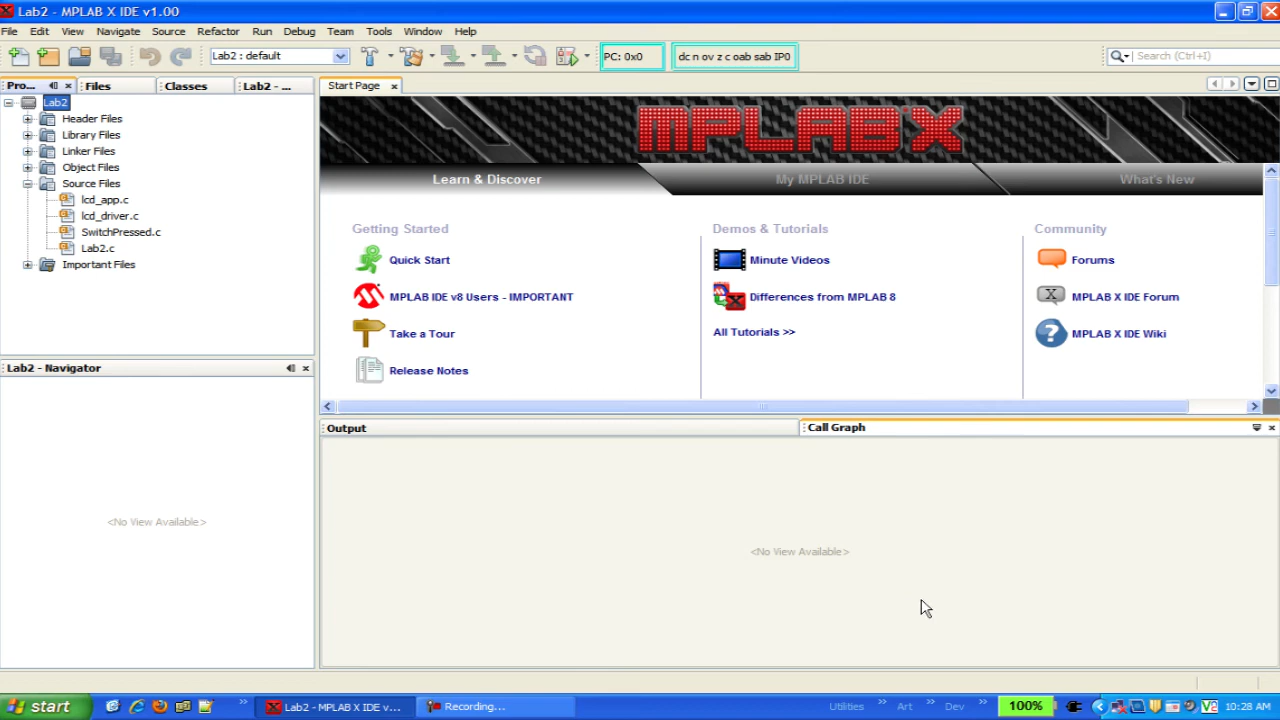 Lab2 - MPLAB X IDE v1.00
File Edit View Navigate Source Refactor Run Debug Team Tools Window Help
Lab2 : default PC: 0x0 dc n ov z c oab sab IP0 Search (Ctrl+I)
Pro... Files Classes Lab2 - ... Start Page
Lab2
Header Files
Library Files
Linker Files
Object Files
Source Files
lcd_app.c
lcd_driver.c
SwitchPressed.c
Lab2.c
Important Files
MPLAB X
Learn & Discover My MPLAB IDE What's New
Getting Started
Quick Start
MPLAB IDE v8 Users - IMPORTANT
Take a Tour
Release Notes
Demos & Tutorials
Minute Videos
Differences from MPLAB 8
All Tutorials >>
Community
Forums
MPLAB X IDE Forum
MPLAB X IDE Wiki
Lab2 - Navigator
<No View Available>
Output Call Graph
<No View Available>
start Lab2 - MPLAB X IDE v... Recording... Utilities Art Dev 100% 10:28 AM